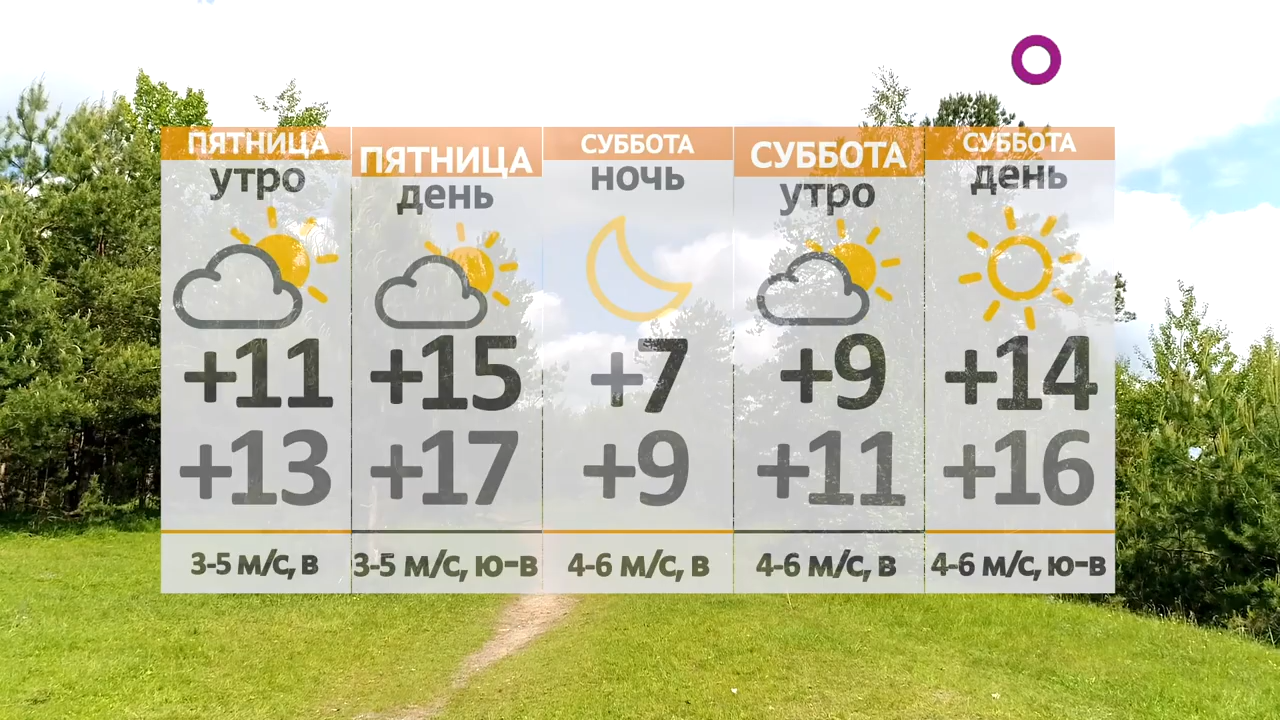 ПЯТНИЦА
утро
+11
+13
3-5 м/с, в
ПЯТНИЦА
день
+15
+17
3-5 м/с, ю-в
СУББОТА
ночь
+7
+9
4-6 м/с, в
СУББОТА
утро
+9
+11
4-6 м/с, в
СУББОТА
день
+14
+16
4-6 м/с, ю-в